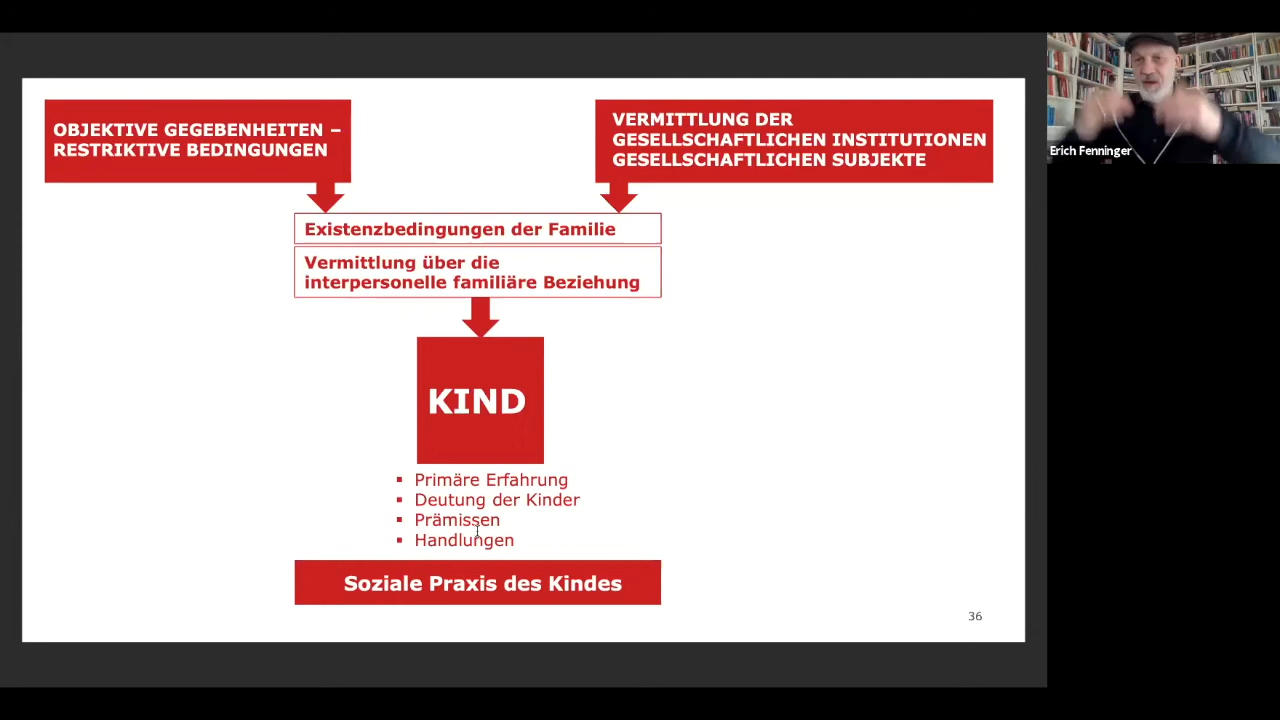 OBJEKTIVE GEGEBENHEITEN –
RESTRIKTIVE BEDINGUNGEN
VERMITTLUNG DER
GESELLSCHAFTLICHEN INSTITUTIONEN
GESELLSCHAFTLICHEN SUBJEKTE
Erich Fenninger
Existenzbedingungen der Familie
Vermittlung über die
interpersonelle familiäre Beziehung
KIND
▪ Primäre Erfahrung
▪ Deutung der Kinder
▪ Prämissen
▪ Handlungen
Soziale Praxis des Kindes
36